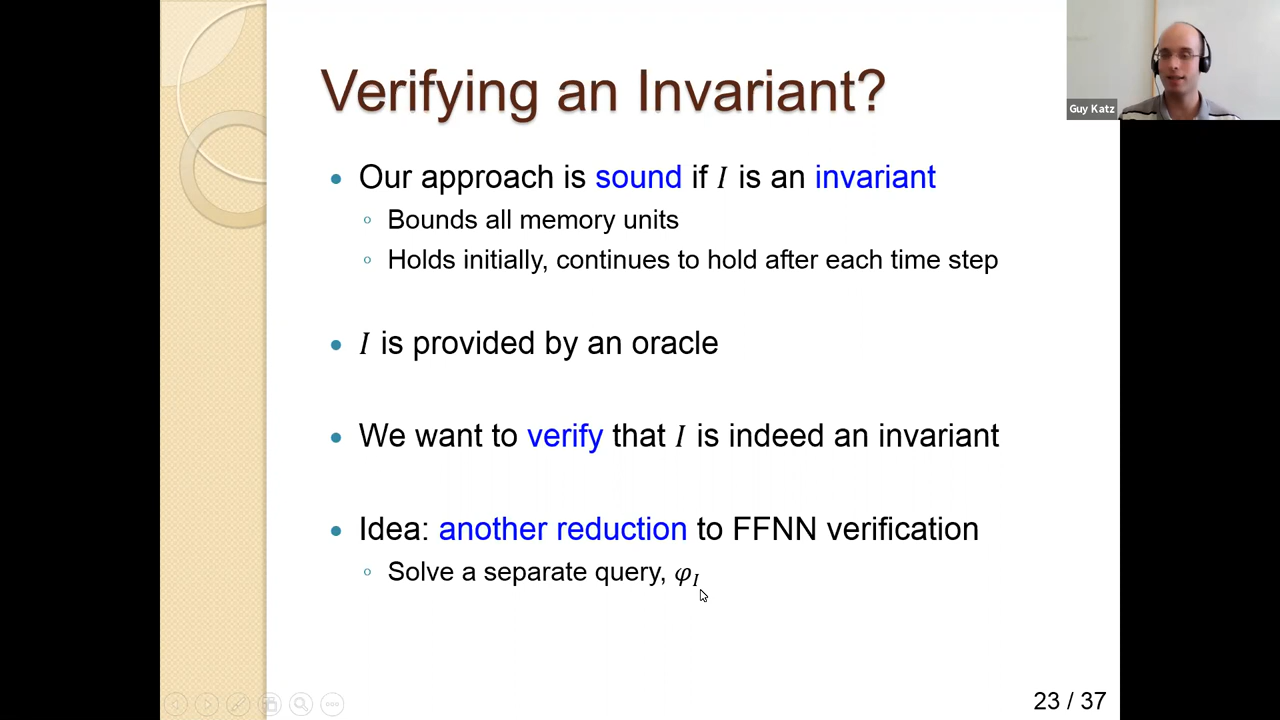 Verifying an Invariant?
Guy Katz
• Our approach is sound if I is an invariant
◦ Bounds all memory units
◦ Holds initially, continues to hold after each time step
• I is provided by an oracle
• We want to verify that I is indeed an invariant
• Idea: another reduction to FFNN verification
◦ Solve a separate query, φ_I
23 / 37